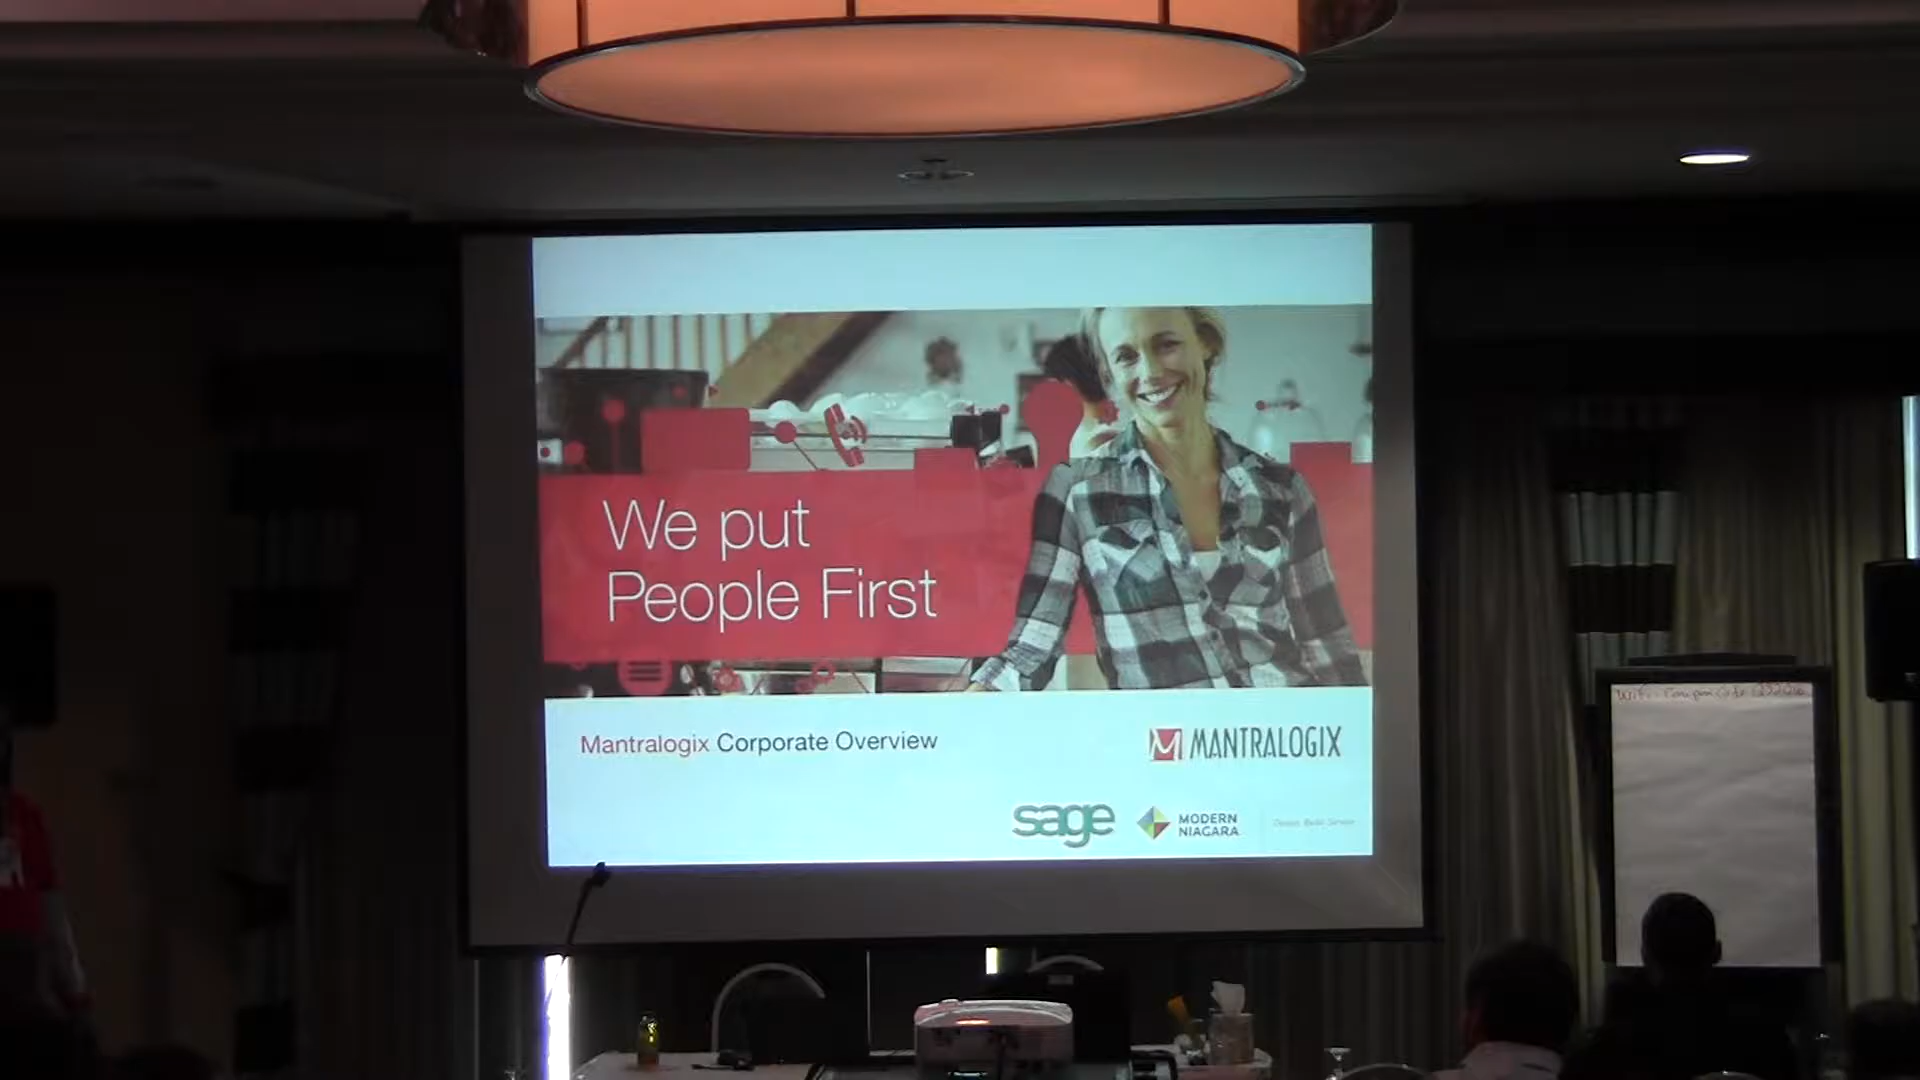 We put
People First
Mantralogix Corporate Overview
MANTRALOGIX
sage
MODERN
NIAGARA